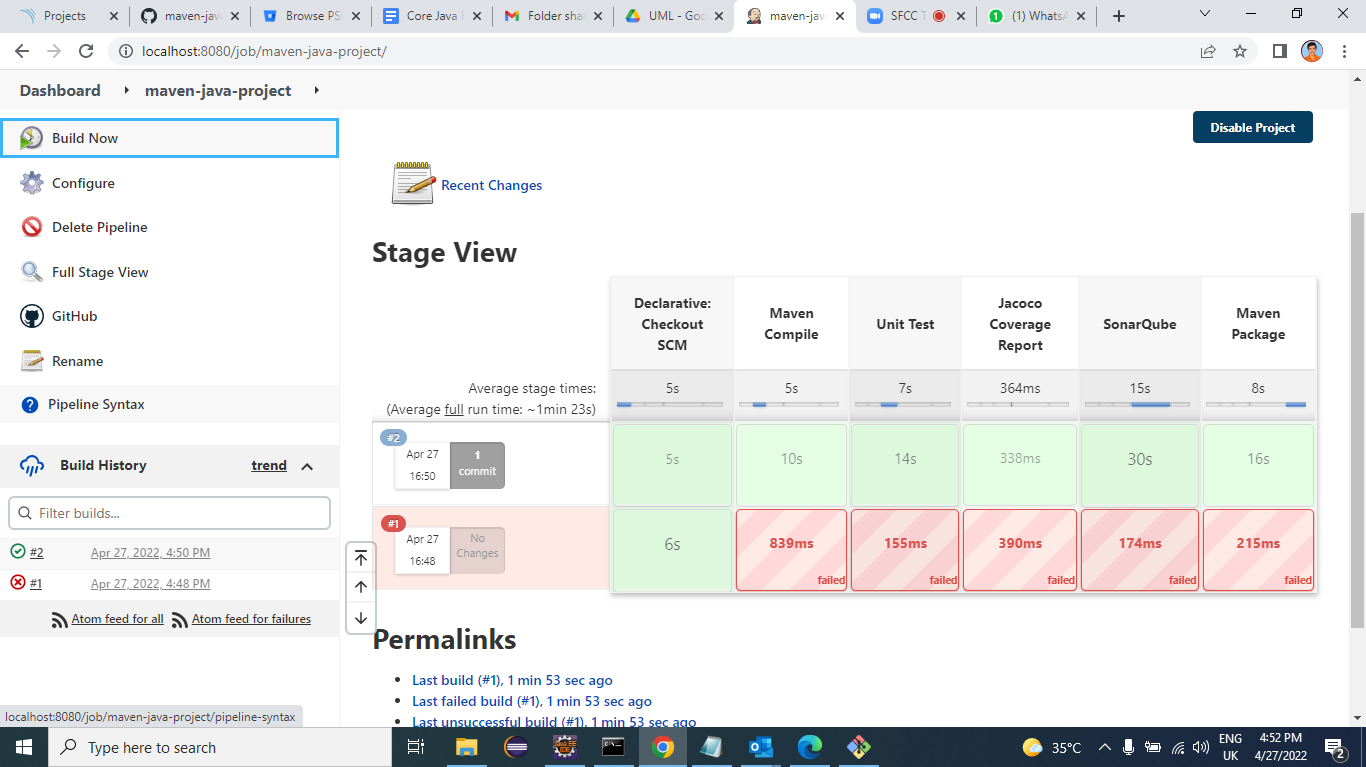 Projects
maven-jav
Browse PS
Core Java
Folder sha
UML - Goo
maven-jav
SFCC T
(1) WhatsA
localhost:8080/job/maven-java-project/
Dashboard
maven-java-project
Build Now
Configure
Delete Pipeline
Full Stage View
GitHub
Rename
Pipeline Syntax
Build History
trend
Filter builds...
#2
Apr 27, 2022, 4:50 PM
#1
Apr 27, 2022, 4:48 PM
Atom feed for all
Atom feed for failures
Disable Project
Recent Changes
Stage View
Declarative:
Checkout
SCM
Maven
Compile
Unit Test
Jacoco
Coverage
Report
SonarQube
Maven
Package
Average stage times:
(Average full run time: ~1min 23s)
5s
5s
7s
364ms
15s
8s
#2
Apr 27
16:50
1
commit
5s
10s
14s
338ms
30s
16s
#1
Apr 27
16:48
No
Changes
6s
839ms
failed
155ms
failed
390ms
failed
174ms
failed
215ms
failed
Permalinks
Last build (#1), 1 min 53 sec ago
Last failed build (#1), 1 min 53 sec ago
Last unsuccessful build (#1), 1 min 53 sec ago
localhost:8080/job/maven-java-project/pipeline-syntax
Type here to search
35°C
ENG
UK
4:52 PM
4/27/2022
2